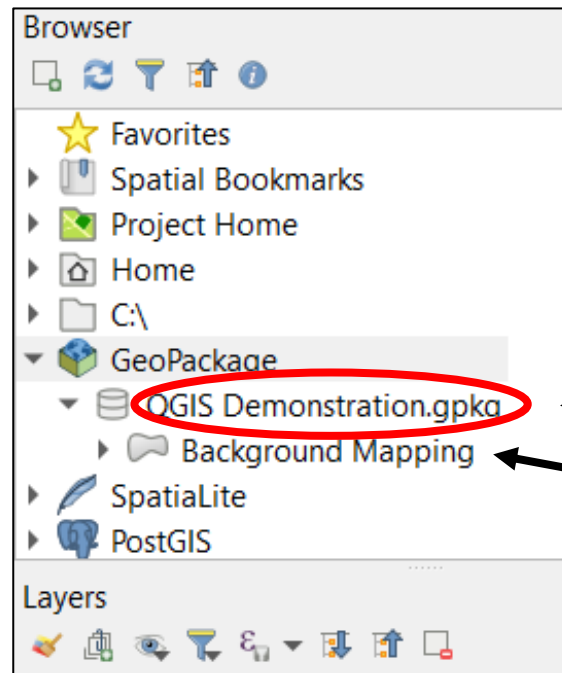 Browser
Favorites
Spatial Bookmarks
Project Home
Home
C:\
GeoPackage
QGIS Demonstration.gpkg
Background Mapping
SpatiaLite
PostGIS
Layers